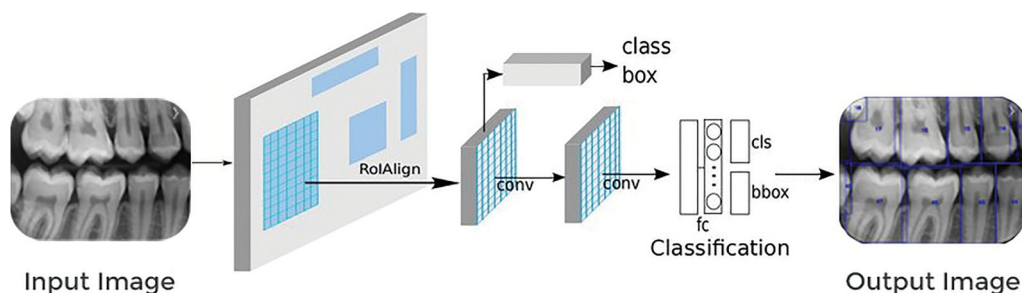 class
box
RoIAlign
conv
conv
cls
bbox
fc
Classification
Input Image
Output Image